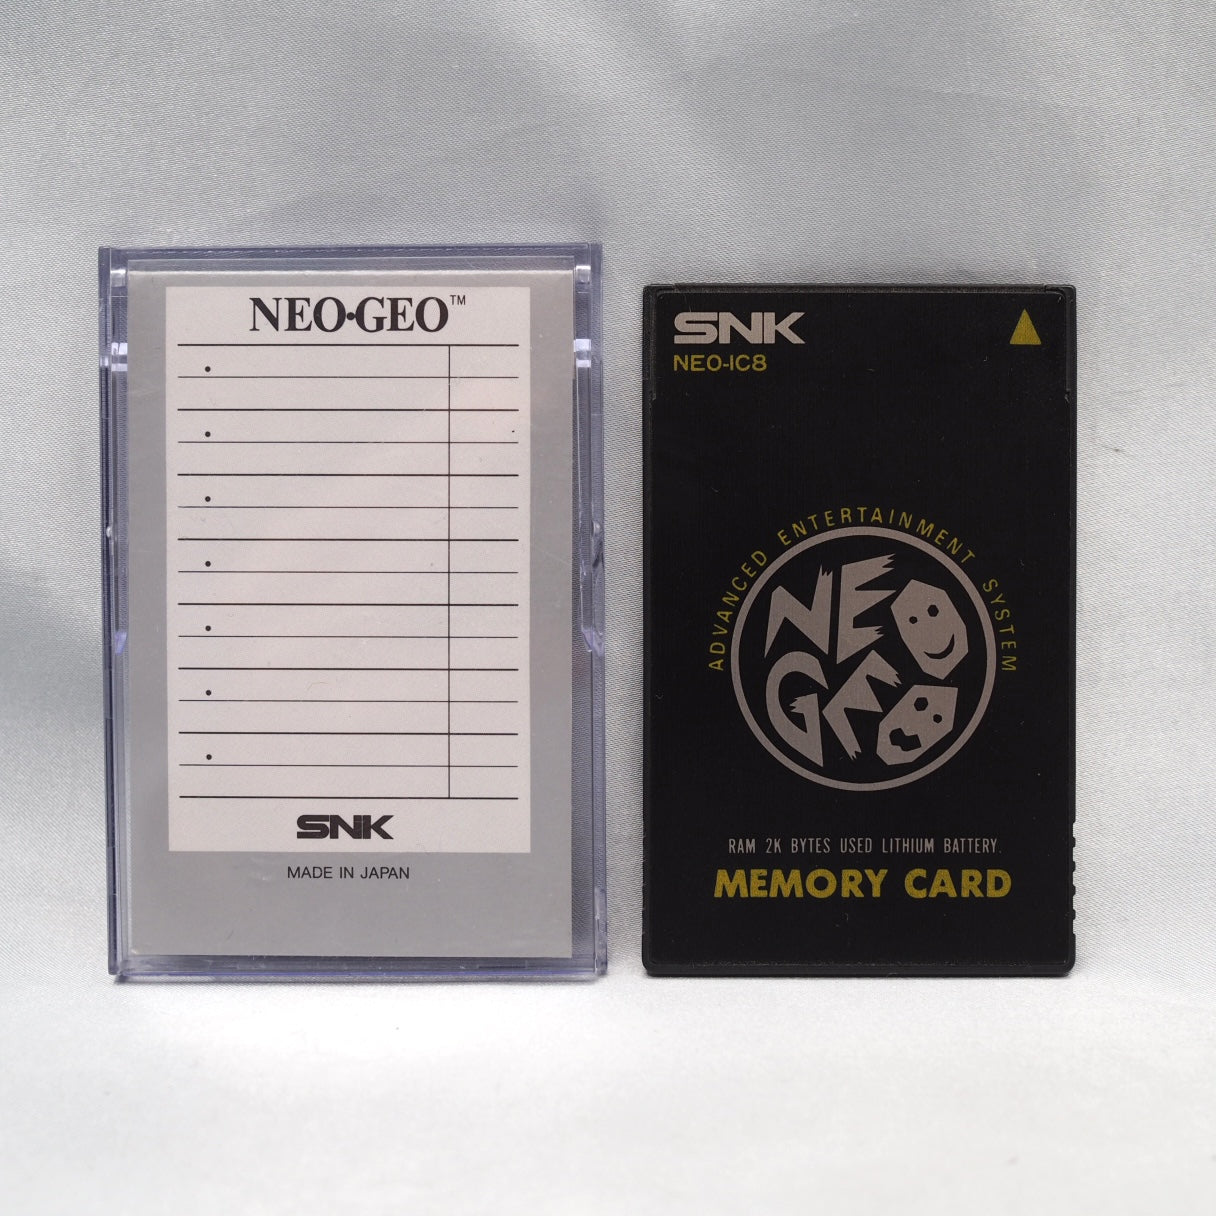 NEO•GEO™
SNK
MADE IN JAPAN
SNK
NEO-IC8
ADVANCED ENTERTAINMENT SYSTEM
NEO
GEO
RAM 2K BYTES USED LITHIUM BATTERY.
MEMORY CARD